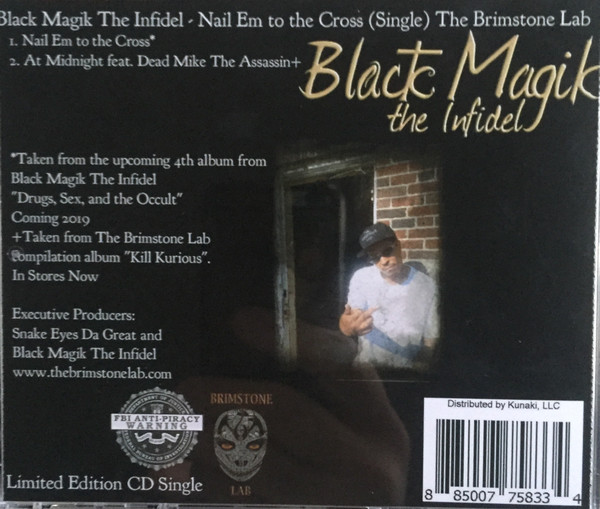 Black Magik The Infidel - Nail Em to the Cross (Single) The Brimstone Lab
1. Nail Em to the Cross*
2. At Midnight feat. Dead Mike The Assassin+
Black Magik
the Infidel
*Taken from the upcoming 4th album from
Black Magik The Infidel
"Drugs, Sex, and the Occult"
Coming 2019
+Taken from The Brimstone Lab
compilation album "Kill Kurious".
In Stores Now
Executive Producers:
Snake Eyes Da Great and
Black Magik The Infidel
www.thebrimstonelab.com
FBI ANTI-PIRACY
WARNING
BRIMSTONE
LAB
Limited Edition CD Single
Distributed by Kunaki, LLC
8 85007 75833 4